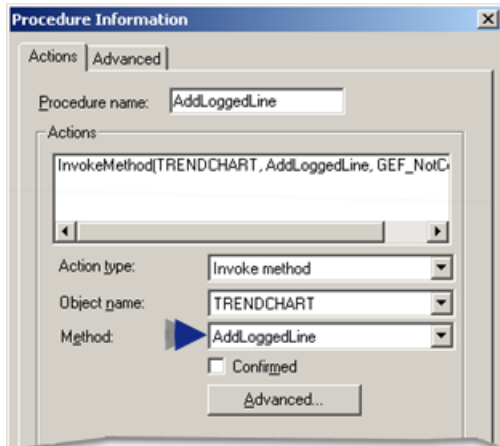 Procedure Information
Actions Advanced
Procedure name: AddLoggedLine
Actions
InvokeMethod(TRENDCHART, AddLoggedLine, GEF_NotCo
Action type: Invoke method
Object name: TRENDCHART
Method: AddLoggedLine
Confirmed
Advanced...